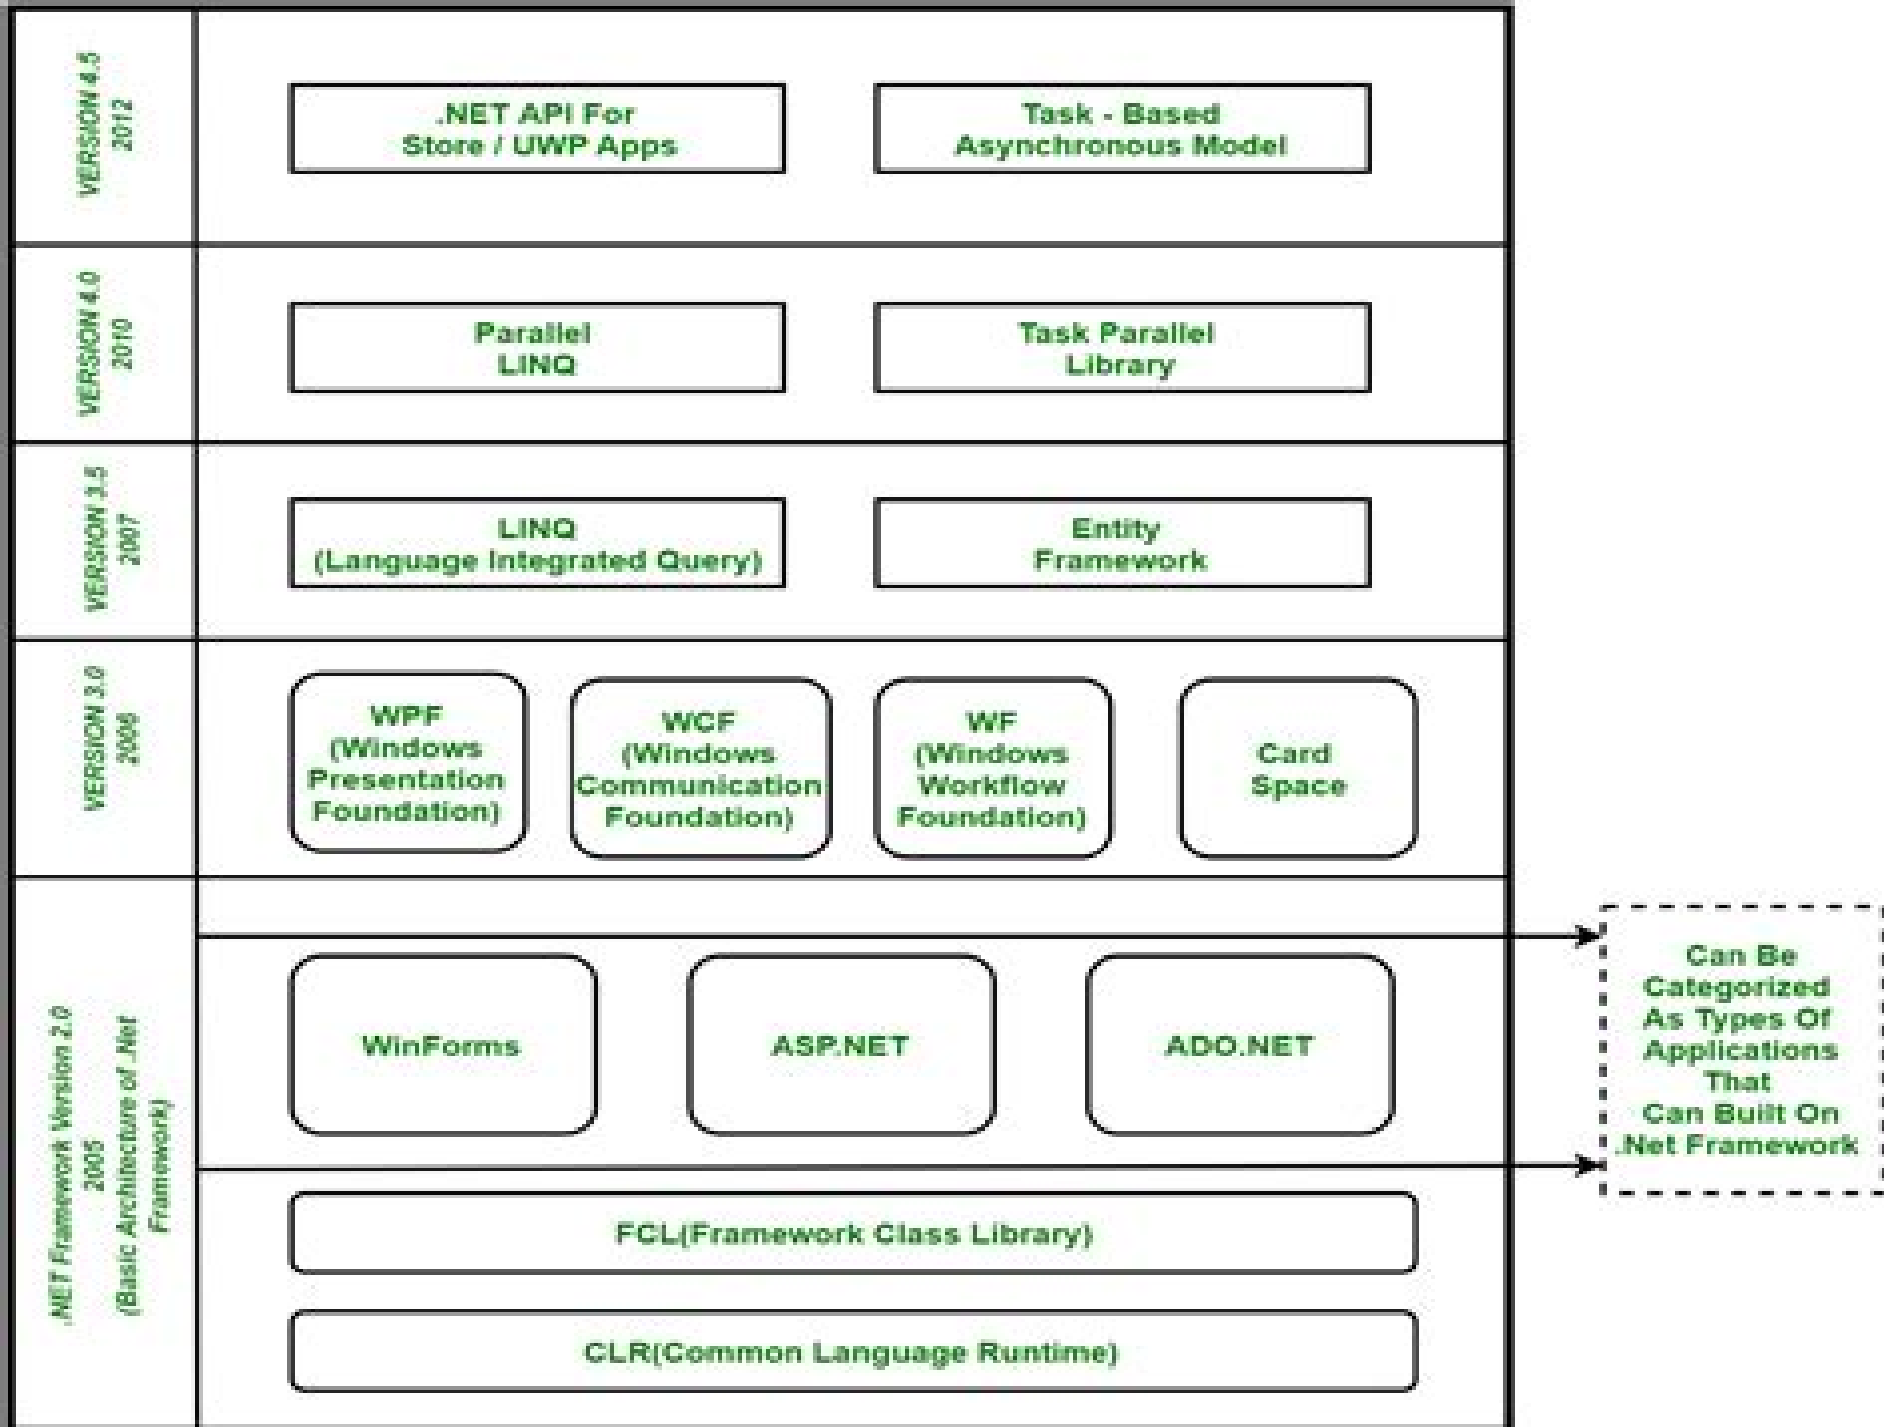 VERSION 4.5
2012
.NET API For
Store / UWP Apps
Task - Based
Asynchronous Model
VERSION 4.0
2010
Parallel
LINQ
Task Parallel
Library
VERSION 3.5
2007
LINQ
(Language Integrated Query)
Entity
Framework
VERSION 3.0
2006
WPF
(Windows
Presentation
Foundation)
WCF
(Windows
Communication
Foundation)
WF
(Windows
Workflow
Foundation)
Card
Space
.NET Framework Version 2.0
2005
(Basic Architecture of .Net
Framework)
WinForms
ASP.NET
ADO.NET
FCL(Framework Class Library)
CLR(Common Language Runtime)
Can Be
Categorized
As Types Of
Applications
That
Can Built On
.Net Framework